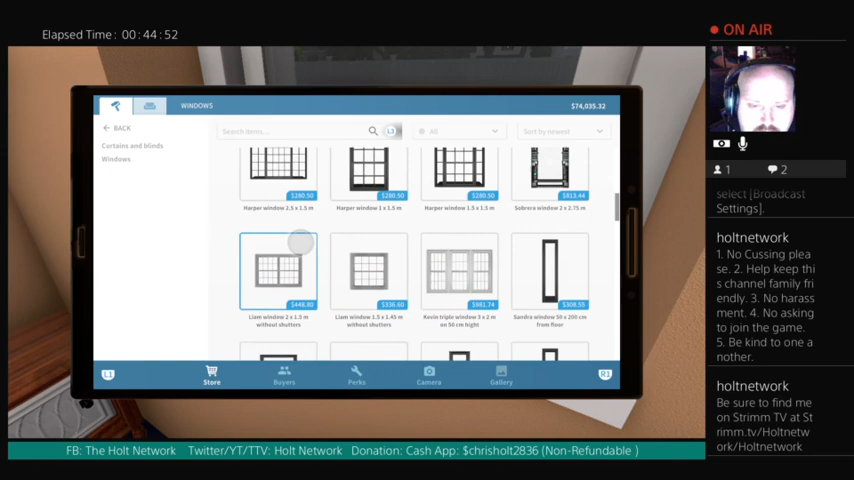 Elapsed Time: 00:44:52
ON AIR
WINDOWS
$74,035.32
BACK
Search items...
L3
All
Sort by newest
Curtains and blinds
Windows
$280.50
$280.50
$280.50
$813.44
Harper window 2.5 x 1.5 m
Harper window 1 x 1.5 m
Harper window 1.5 x 1.5 m
Sobrera window 2 x 2.75 m
$448.80
$336.60
$981.74
$308.55
Liam window 2 x 1.5 m
without shutters
Liam window 1.5 x 1.45 m
without shutters
Kevin triple window 3 x 2 m
on 50 cm hight
Sandra window 50 x 200 cm
from floor
L1
Store
Buyers
Perks
Camera
Gallery
R1
1
2
select [Broadcast
Settings].
holtnetwork
1. No Cussing plea
se. 2. Help keep thi
s channel family fri
endly. 3. No harass
ment. 4. No asking
to join the game.
5. Be kind to one a
nother.
holtnetwork
Be sure to find me
on Strimm TV at St
rimm.tv/Holtnetw
ork/Holtnetwork
FB: The Holt Network Twitter/YT/TTV: Holt Network Donation: Cash App: $chrisholt2836 (Non-Refundable )